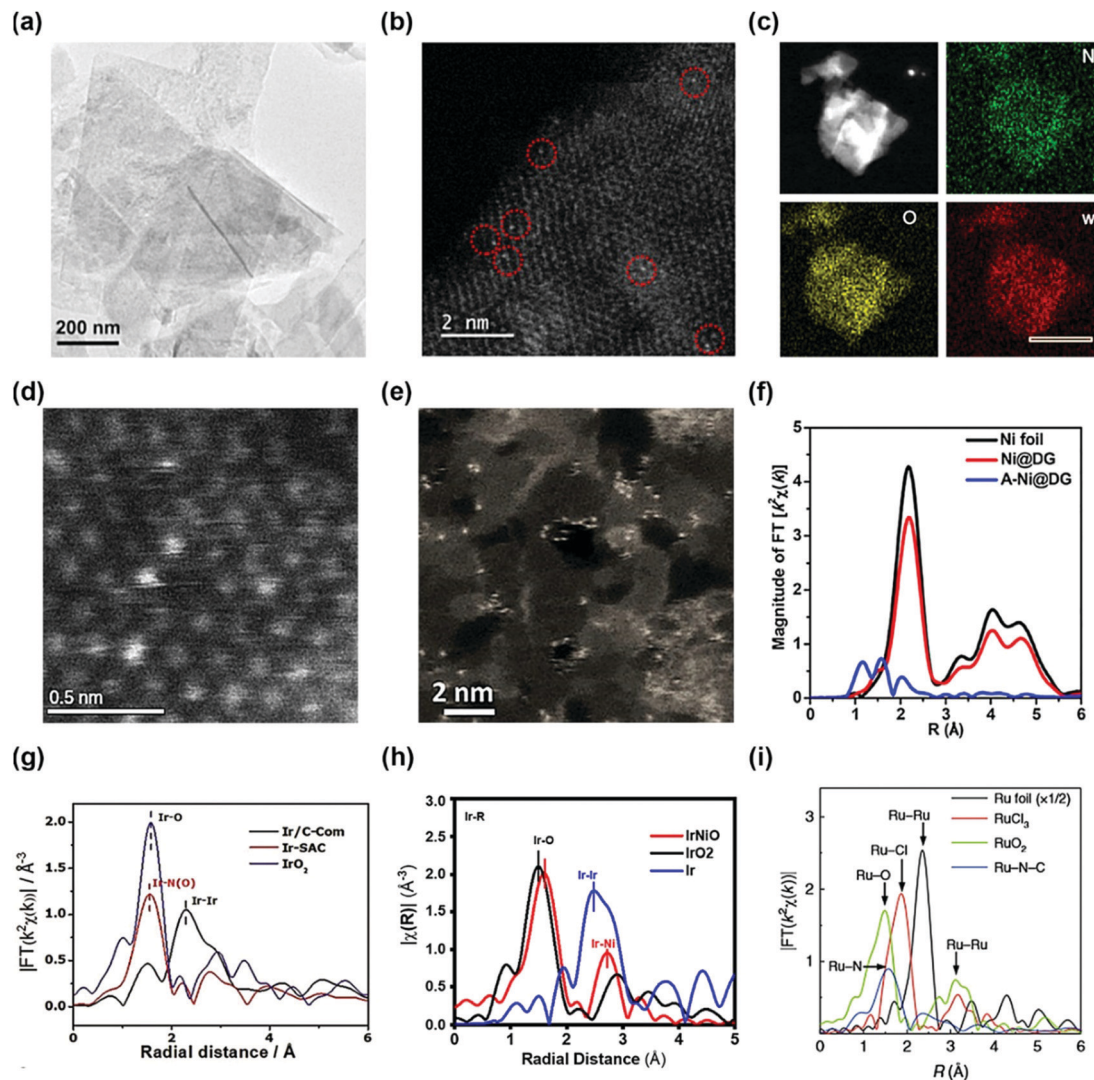 (a)
200 nm
(b)
2 nm
(c)
N
O
W
(d)
0.5 nm
(e)
2 nm
(f)
Magnitude of FT [k²χ(k)]
5
4
3
2
1
0
Ni foil
Ni@DG
A-Ni@DG
0 1 2 3 4 5 6
R (Å)
(g)
|FT(k²χ(k))| / Å⁻³
2.0
1.5
1.0
0.5
0.0
Ir-O
Ir-N(O)
Ir-Ir
Ir/C-Com
Ir-SAC
IrO₂
0 2 4 6
Radial distance / Å
(h)
|χ(R)| (Å⁻³)
3.0
2.5
2.0
1.5
1.0
0.5
0.0
Ir-R
Ir-O
Ir-Ir
Ir-Ni
IrNiO
IrO2
Ir
0 1 2 3 4 5
Radial Distance (Å)
(i)
|FT(k²χ(k))|
3
2
1
Ru foil (×1/2)
RuCl₃
RuO₂
Ru–N–C
Ru–Ru
Ru–Cl
Ru–O
Ru–Ru
Ru–N
0 1 2 3 4 5 6
R (Å)